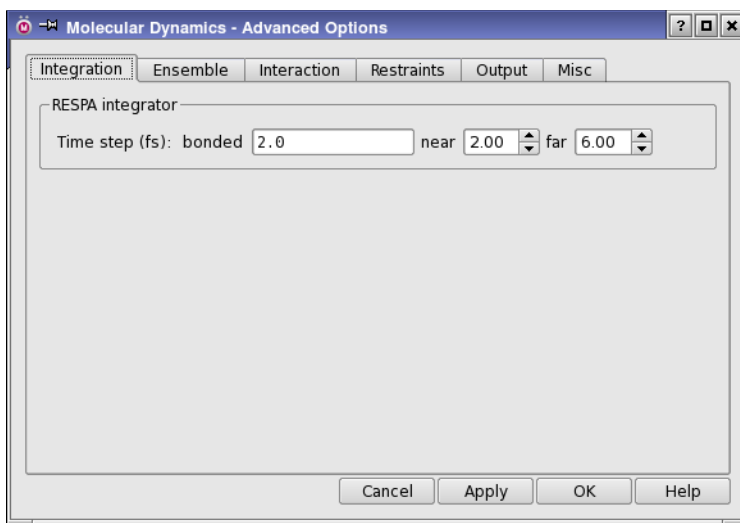 Molecular Dynamics - Advanced Options
Integration Ensemble Interaction Restraints Output Misc
RESPA integrator
Time step (fs): bonded 2.0 near 2.00 far 6.00
Cancel Apply OK Help